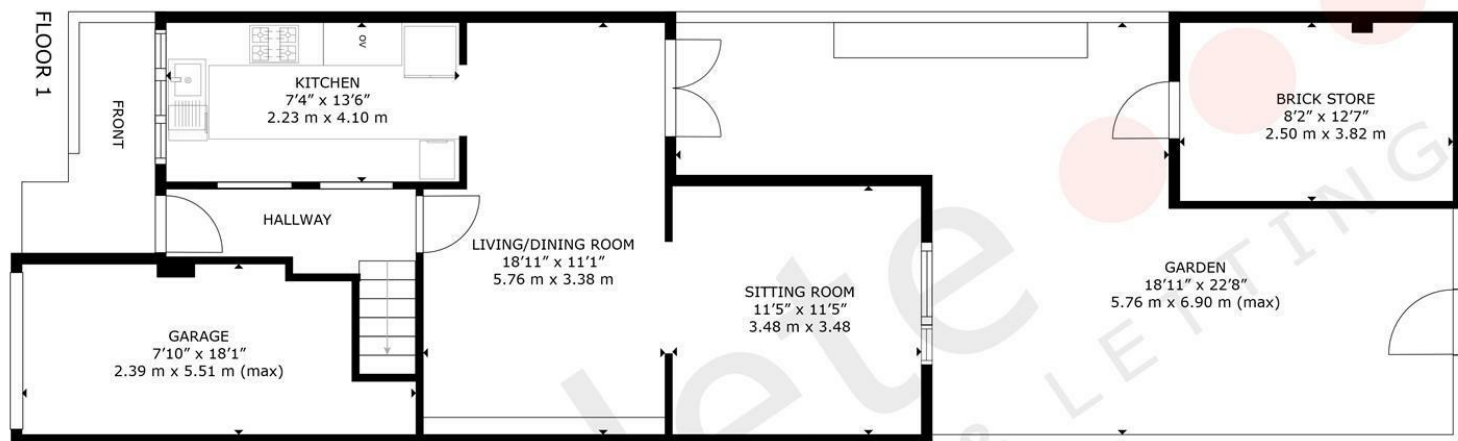 FLOOR 1
FRONT
KITCHEN
7'4" x 13'6"
2.23 m x 4.10 m
ov
HALLWAY
LIVING/DINING ROOM
18'11" x 11'1"
5.76 m x 3.38 m
GARAGE
7'10" x 18'1"
2.39 m x 5.51 m (max)
SITTING ROOM
11'5" x 11'5"
3.48 m x 3.48
BRICK STORE
8'2" x 12'7"
2.50 m x 3.82 m
GARDEN
18'11" x 22'8"
5.76 m x 6.90 m (max)
lete
& LETTING